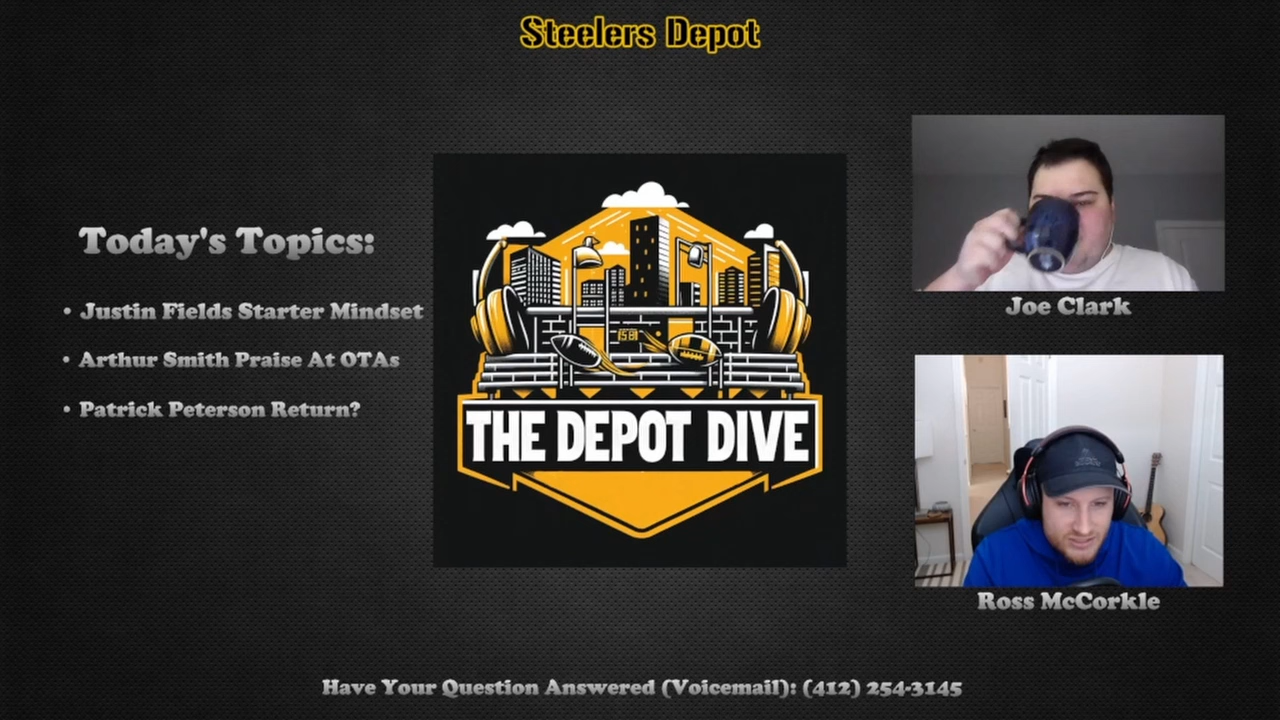 Steelers Depot
Today's Topics:
• Justin Fields Starter Mindset
• Arthur Smith Praise At OTAs
• Patrick Peterson Return?
THE DEPOT DIVE
Joe Clark
Ross McCorkle
Have Your Question Answered (Voicemail): (412) 254-3145